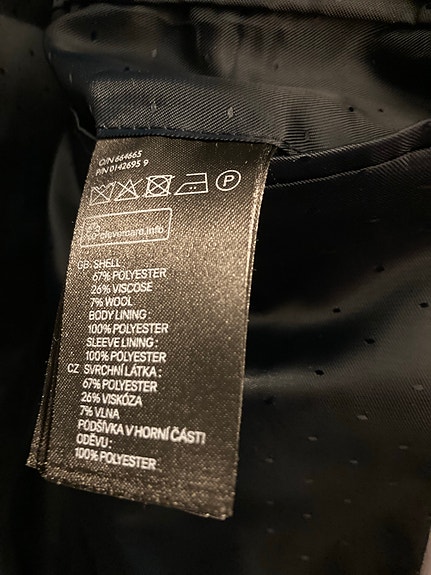 O/N 664665
P/N 0142695 9
P
clevercare.info
GB: SHELL
67% POLYESTER
26% VISCOSE
7% WOOL
BODY LINING :
100% POLYESTER
SLEEVE LINING :
100% POLYESTER
CZ SVRCHNÍ LÁTKA :
67% POLYESTER
26% VISKÓZA
7% VLNA
PODŠÍVKA V HORNÍ ČÁSTI
ODĚVU :
100% POLYESTER